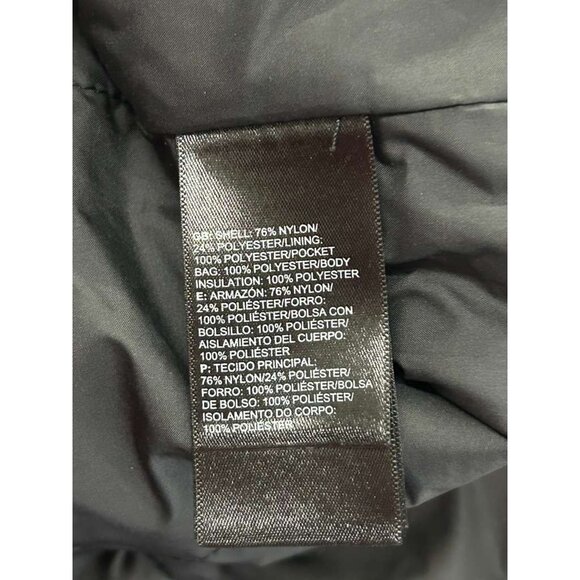 GB: SHELL: 76% NYLON/
24% POLYESTER/LINING:
100% POLYESTER/POCKET
BAG: 100% POLYESTER/BODY
INSULATION: 100% POLYESTER
E: ARMAZÓN: 76% NYLON/
24% POLIÉSTER/FORRO:
100% POLIÉSTER/BOLSA CON
BOLSILLO: 100% POLIÉSTER/
AISLAMIENTO DEL CUERPO:
100% POLIÉSTER
P: TECIDO PRINCIPAL:
76% NYLON/24% POLIÉSTER/
FORRO: 100% POLIÉSTER/BOLSA
DE BOLSO: 100% POLIÉSTER/
ISOLAMENTO DO CORPO:
100% POLIÉSTER